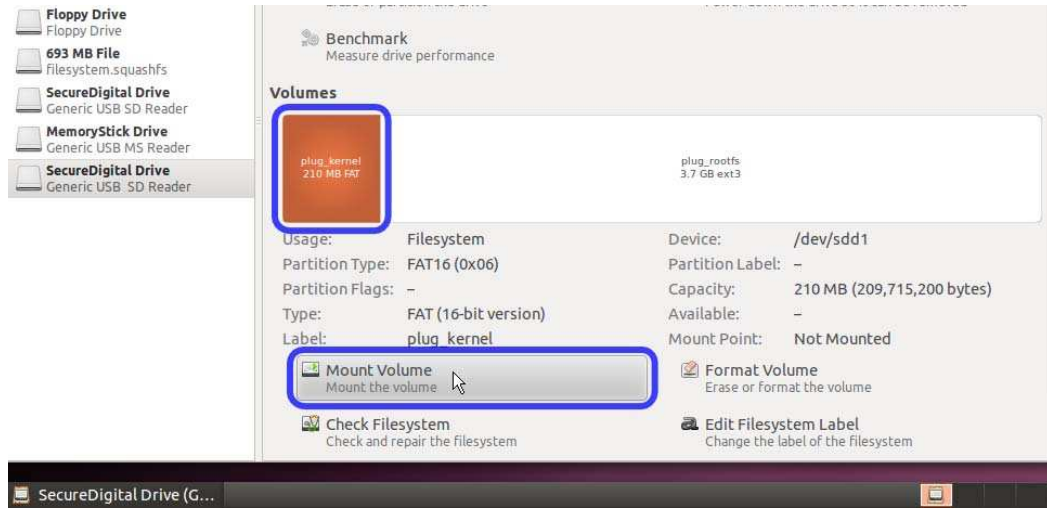 Floppy Drive
Floppy Drive
693 MB File
filesystem.squashfs
SecureDigital Drive
Generic USB SD Reader
MemoryStick Drive
Generic USB MS Reader
SecureDigital Drive
Generic USB SD Reader
Benchmark
Measure drive performance
Volumes
plug_kernel
210 MB FAT
plug_rootfs
3.7 GB ext3
Usage: Filesystem
Device: /dev/sdd1
Partition Type: FAT16 (0x06)
Partition Label: –
Partition Flags: –
Capacity: 210 MB (209,715,200 bytes)
Type: FAT (16-bit version)
Available: –
Label: plug_kernel
Mount Point: Not Mounted
Mount Volume
Mount the volume
Format Volume
Erase or format the volume
Check Filesystem
Check and repair the filesystem
Edit Filesystem Label
Change the label of the filesystem
SecureDigital Drive (G...